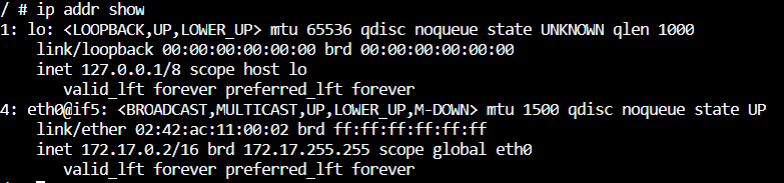 / # ip addr show
1: lo: <LOOPBACK,UP,LOWER_UP> mtu 65536 qdisc noqueue state UNKNOWN qlen 1000
    link/loopback 00:00:00:00:00:00 brd 00:00:00:00:00:00
    inet 127.0.0.1/8 scope host lo
       valid_lft forever preferred_lft forever
4: eth0@if5: <BROADCAST,MULTICAST,UP,LOWER_UP,M-DOWN> mtu 1500 qdisc noqueue state UP
    link/ether 02:42:ac:11:00:02 brd ff:ff:ff:ff:ff:ff
    inet 172.17.0.2/16 brd 172.17.255.255 scope global eth0
       valid_lft forever preferred_lft forever